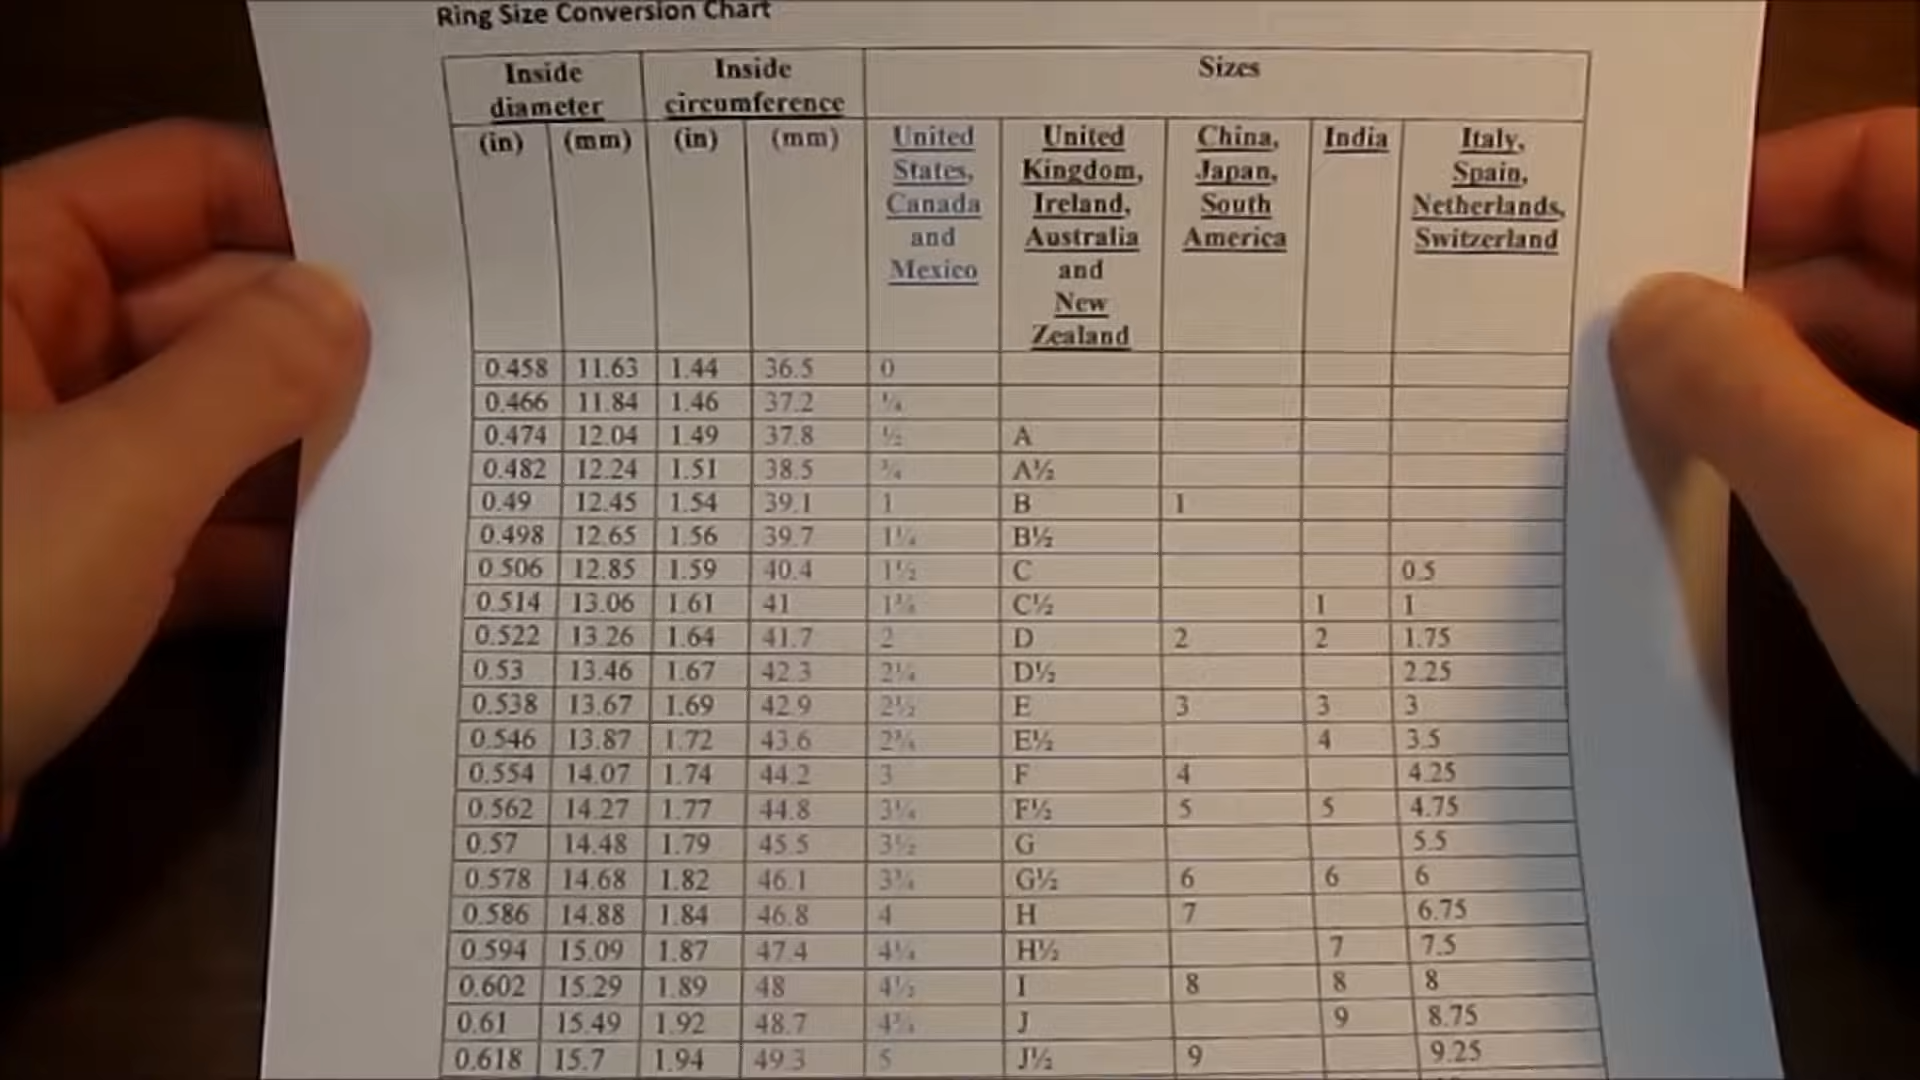 Ring Size Conversion Chart
Inside diameter Inside circumference Sizes
(in) (mm) (in) (mm) United States, Canada and Mexico United Kingdom, Ireland, Australia and New Zealand China, Japan, South America India Italy, Spain, Netherlands, Switzerland
0.458 11.63 1.44 36.5 0
0.466 11.84 1.46 37.2 ¼
0.474 12.04 1.49 37.8 ½ A
0.482 12.24 1.51 38.5 ¾ A½
0.49 12.45 1.54 39.1 1 B 1
0.498 12.65 1.56 39.7 1¼ B½
0.506 12.85 1.59 40.4 1½ C 0.5
0.514 13.06 1.61 41 1¾ C½ 1 1
0.522 13.26 1.64 41.7 2 D 2 2 1.75
0.53 13.46 1.67 42.3 2¼ D½ 2.25
0.538 13.67 1.69 42.9 2½ E 3 3 3
0.546 13.87 1.72 43.6 2¾ E½ 4 3.5
0.554 14.07 1.74 44.2 3 F 4 4.25
0.562 14.27 1.77 44.8 3¼ F½ 5 5 4.75
0.57 14.48 1.79 45.5 3½ G 5.5
0.578 14.68 1.82 46.1 3¾ G½ 6 6 6
0.586 14.88 1.84 46.8 4 H 7 6.75
0.594 15.09 1.87 47.4 4¼ H½ 7 7.5
0.602 15.29 1.89 48 4½ I 8 8 8
0.61 15.49 1.92 48.7 4¾ J 9 8.75
0.618 15.7 1.94 49.3 5 J½ 9 9.25